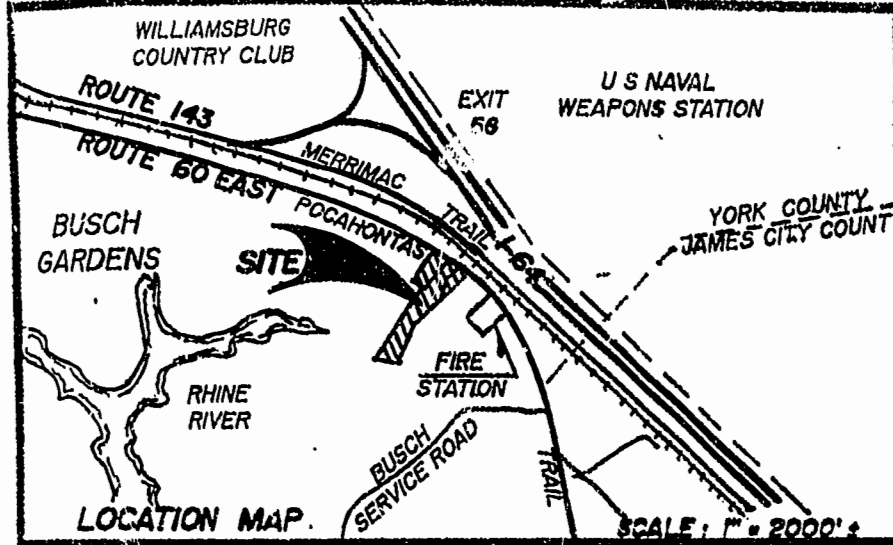 WILLIAMSBURG
COUNTRY CLUB
U S NAVAL
WEAPONS STATION
EXIT
56
ROUTE 143
ROUTE 60 EAST
MERRIMAC
TRAIL
POCAHONTAS
I-64
YORK COUNTY
JAMES CITY COUNT
BUSCH
GARDENS
SITE
FIRE
STATION
RHINE
RIVER
BUSCH
SERVICE ROAD
TRAIL
LOCATION MAP.
SCALE: 1" = 2000' ±